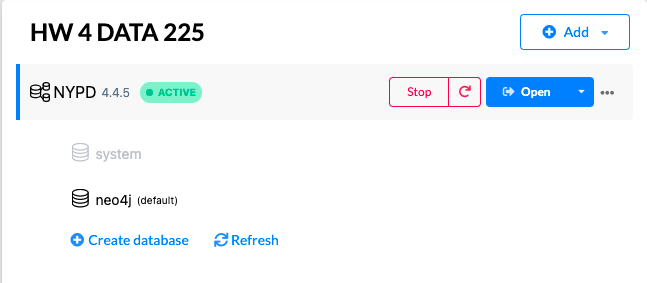 HW 4 DATA 225
Add
NYPD 4.4.5 ACTIVE Stop Open
system
neo4j (default)
Create database Refresh